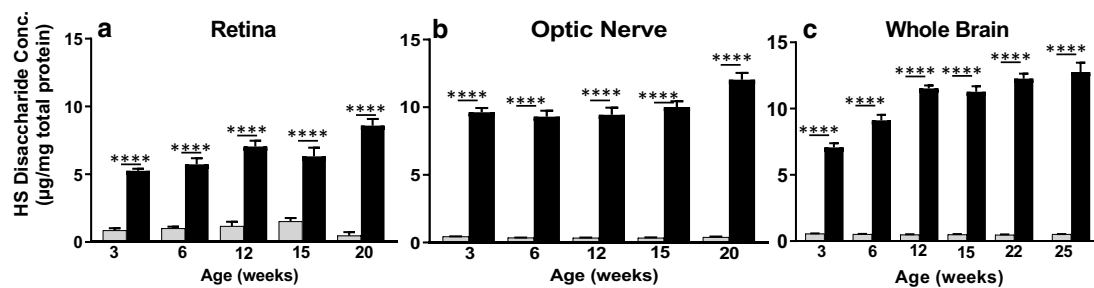 a Retina
HS Disaccharide Conc.
(µg/mg total protein)
15
10
5
0
**** **** **** **** ****
3 6 12 15 20
Age (weeks)
b Optic Nerve
15
10
5
0
**** **** **** **** ****
3 6 12 15 20
Age (weeks)
c Whole Brain
15
10
5
0
**** **** **** **** **** ****
3 6 12 15 22 25
Age (weeks)